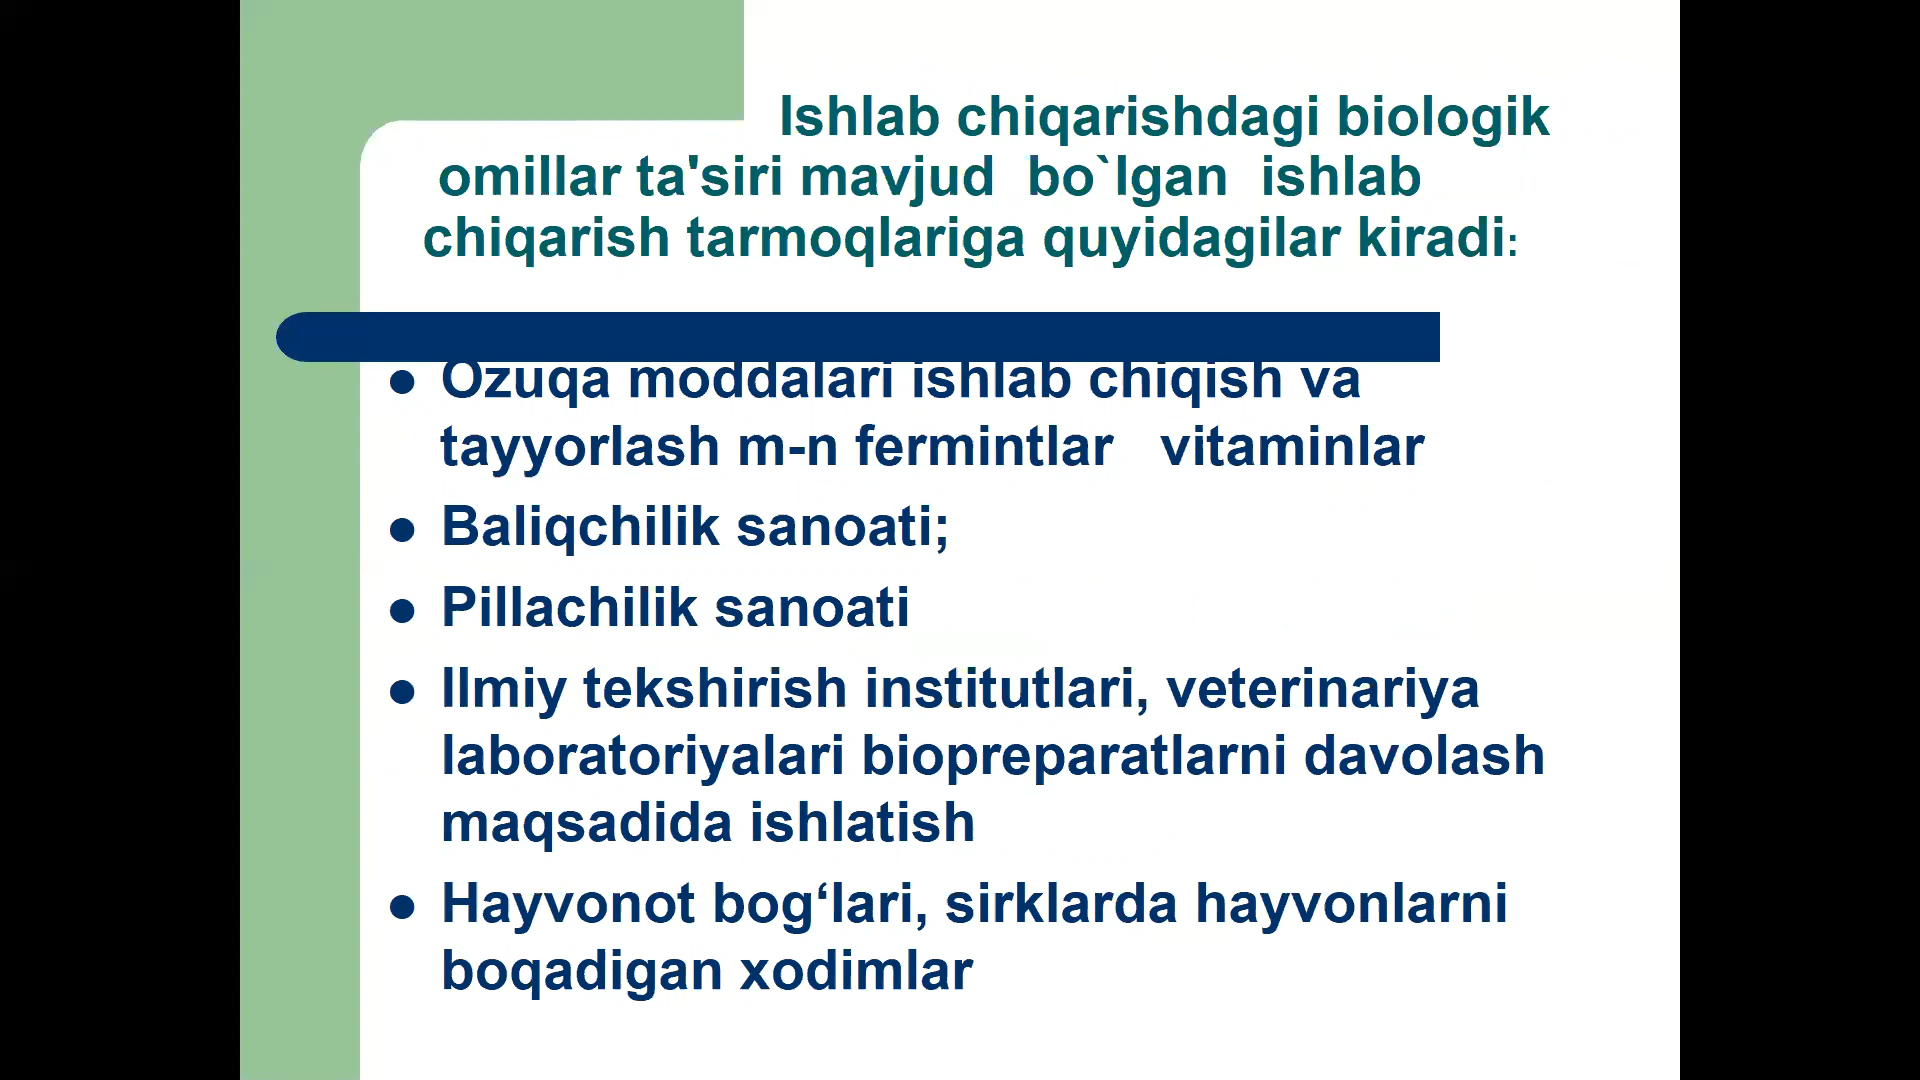 Ishlab chiqarishdagi biologik
omillar ta'siri mavjud bo`lgan ishlab
chiqarish tarmoqlariga quyidagilar kiradi:
Ozuqa moddalari ishlab chiqish va
tayyorlash m-n fermintlar vitaminlar
Baliqchilik sanoati;
Pillachilik sanoati
Ilmiy tekshirish institutlari, veterinariya
laboratoriyalari biopreparatlarni davolash
maqsadida ishlatish
Hayvonot bog‘lari, sirklarda hayvonlarni
boqadigan xodimlar